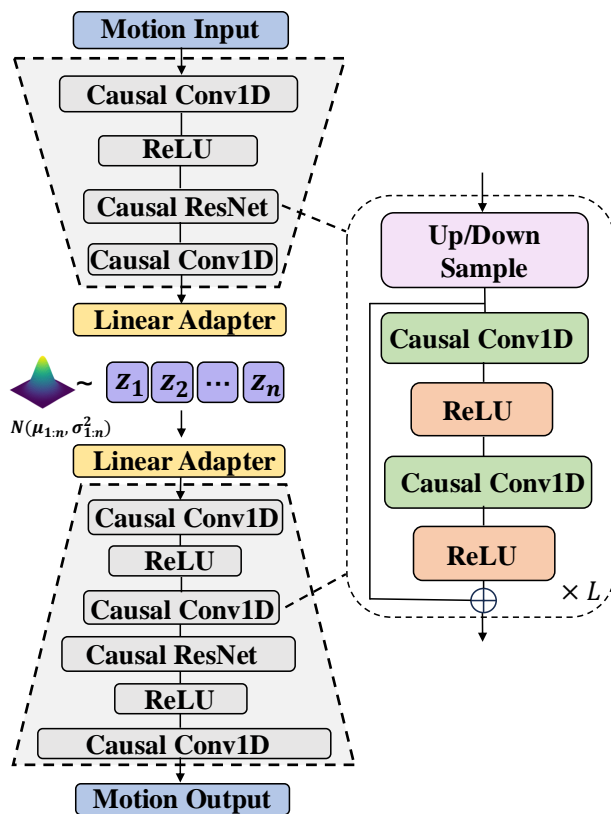 Motion Input
Causal Conv1D
ReLU
Causal ResNet
Causal Conv1D
Linear Adapter
~ z₁ z₂ ⋯ zₙ
N(μ₁:ₙ, σ²₁:ₙ)
Linear Adapter
Causal Conv1D
ReLU
Causal Conv1D
Causal ResNet
ReLU
Causal Conv1D
Motion Output
Up/Down
Sample
Causal Conv1D
ReLU
Causal Conv1D
ReLU
× L